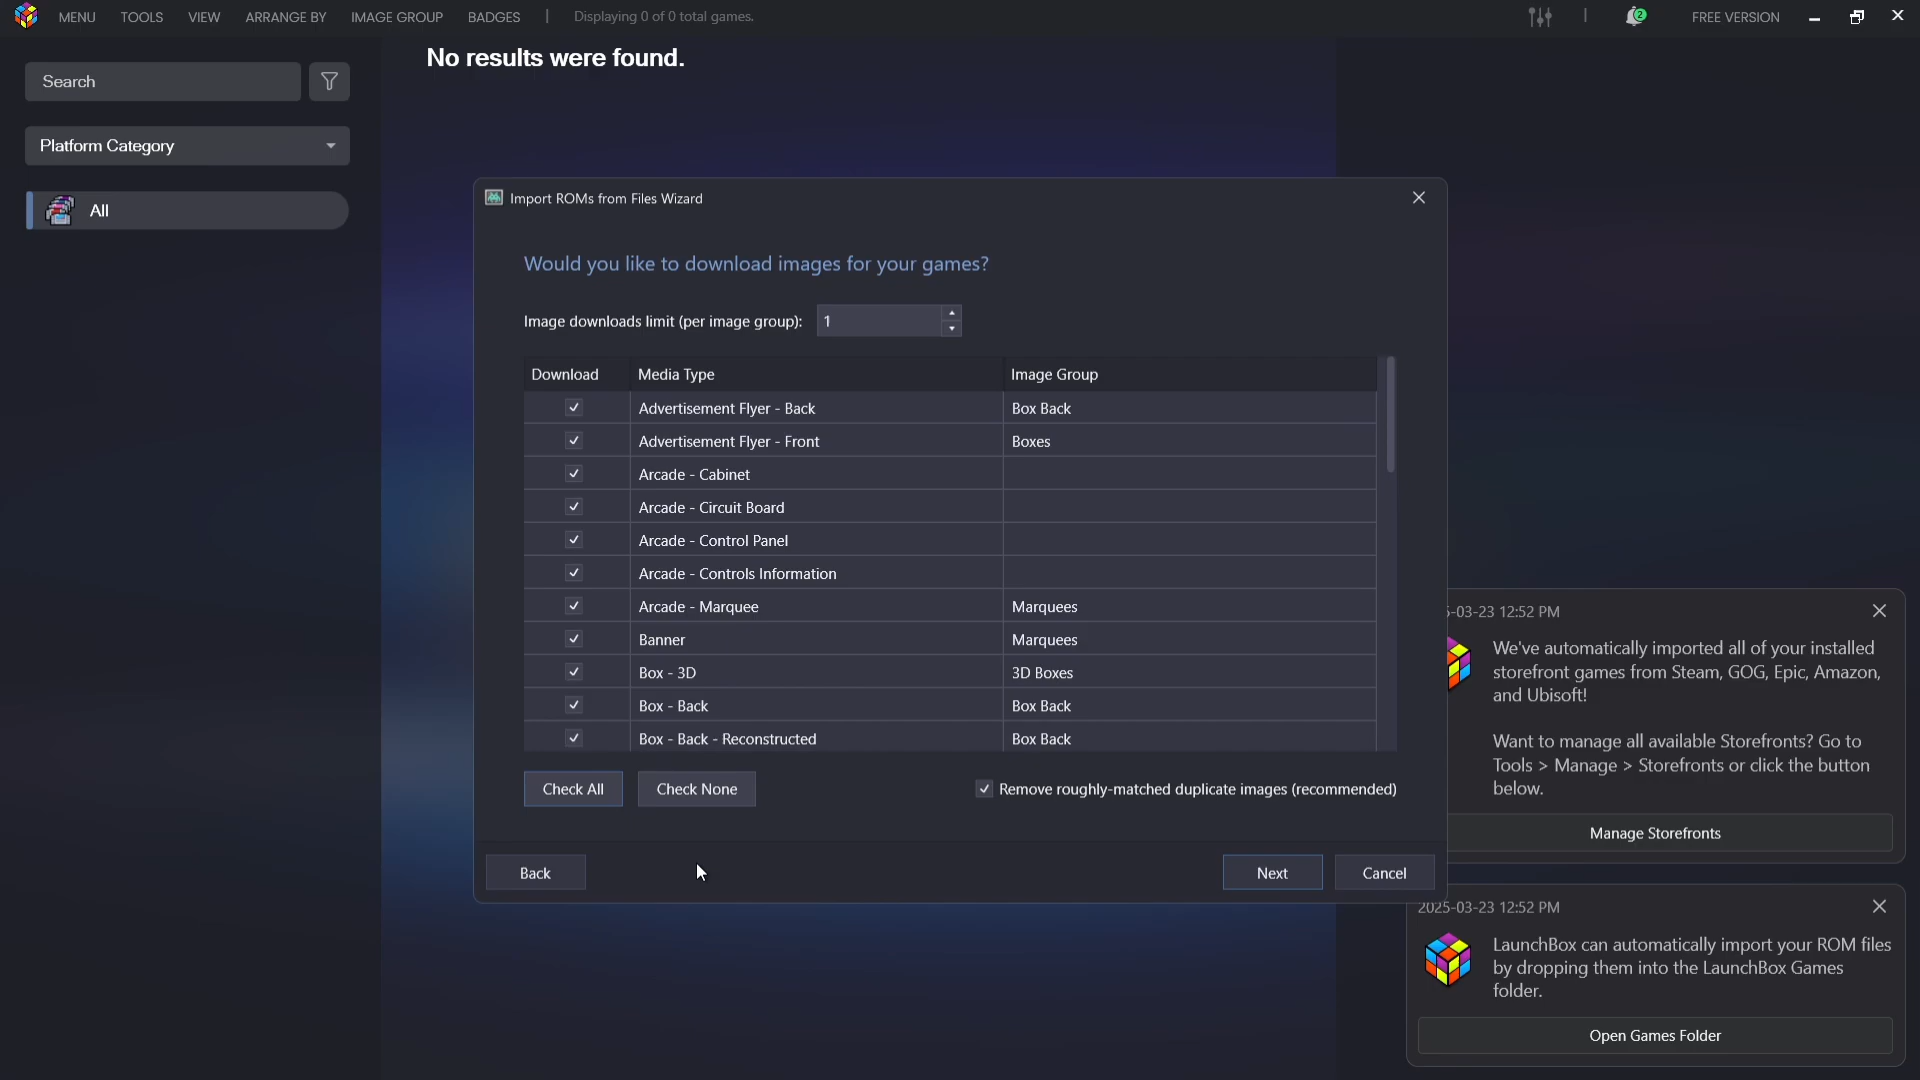 MENU TOOLS VIEW ARRANGE BY IMAGE GROUP BADGES | Displaying 0 of 0 total games. 2 FREE VERSION
Search
No results were found.
Platform Category
All
Import ROMs from Files Wizard
Would you like to download images for your games?
Image downloads limit (per image group): 1
Download Media Type Image Group
Advertisement Flyer - Back Box Back
Advertisement Flyer - Front Boxes
Arcade - Cabinet
Arcade - Circuit Board
Arcade - Control Panel
Arcade - Controls Information
Arcade - Marquee Marquees
Banner Marquees
Box - 3D 3D Boxes
Box - Back Box Back
Box - Back - Reconstructed Box Back
Check All Check None Remove roughly-matched duplicate images (recommended)
Back Next Cancel
-03-23 12:52 PM
We've automatically imported all of your installed
storefront games from Steam, GOG, Epic, Amazon,
and Ubisoft!
Want to manage all available Storefronts? Go to
Tools > Manage > Storefronts or click the button
below.
Manage Storefronts
2025-03-23 12:52 PM
LaunchBox can automatically import your ROM files
by dropping them into the LaunchBox Games
folder.
Open Games Folder